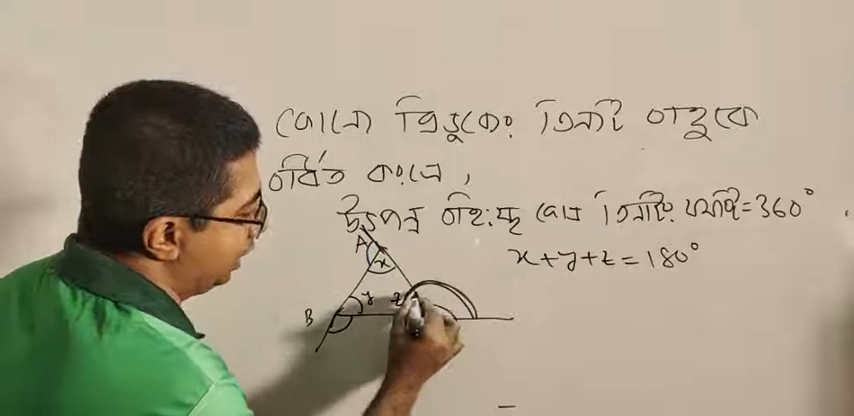 কোনো ত্রিভুজের তিনটি বাহুকে
বর্ধিত করলে,
উৎপন্ন বহিঃস্থ কোণ তিনটির সমষ্টি=360°
x+y+z=180°
A
x
B
y
z